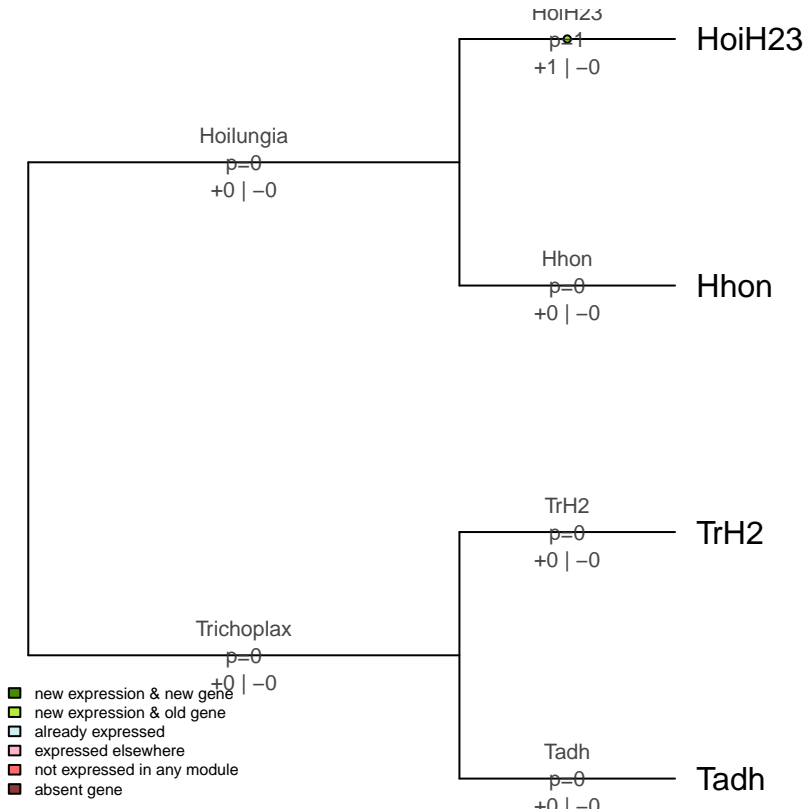 HoiH23
p=1
+1 | −0
HoiH23
Hoilungia
p=0
+0 | −0
Hhon
p=0
+0 | −0
Hhon
TrH2
p=0
+0 | −0
TrH2
Trichoplax
p=0
+0 | −0
new expression & new gene
new expression & old gene
already expressed
expressed elsewhere
not expressed in any module
absent gene
Tadh
p=0
+0 | −0
Tadh